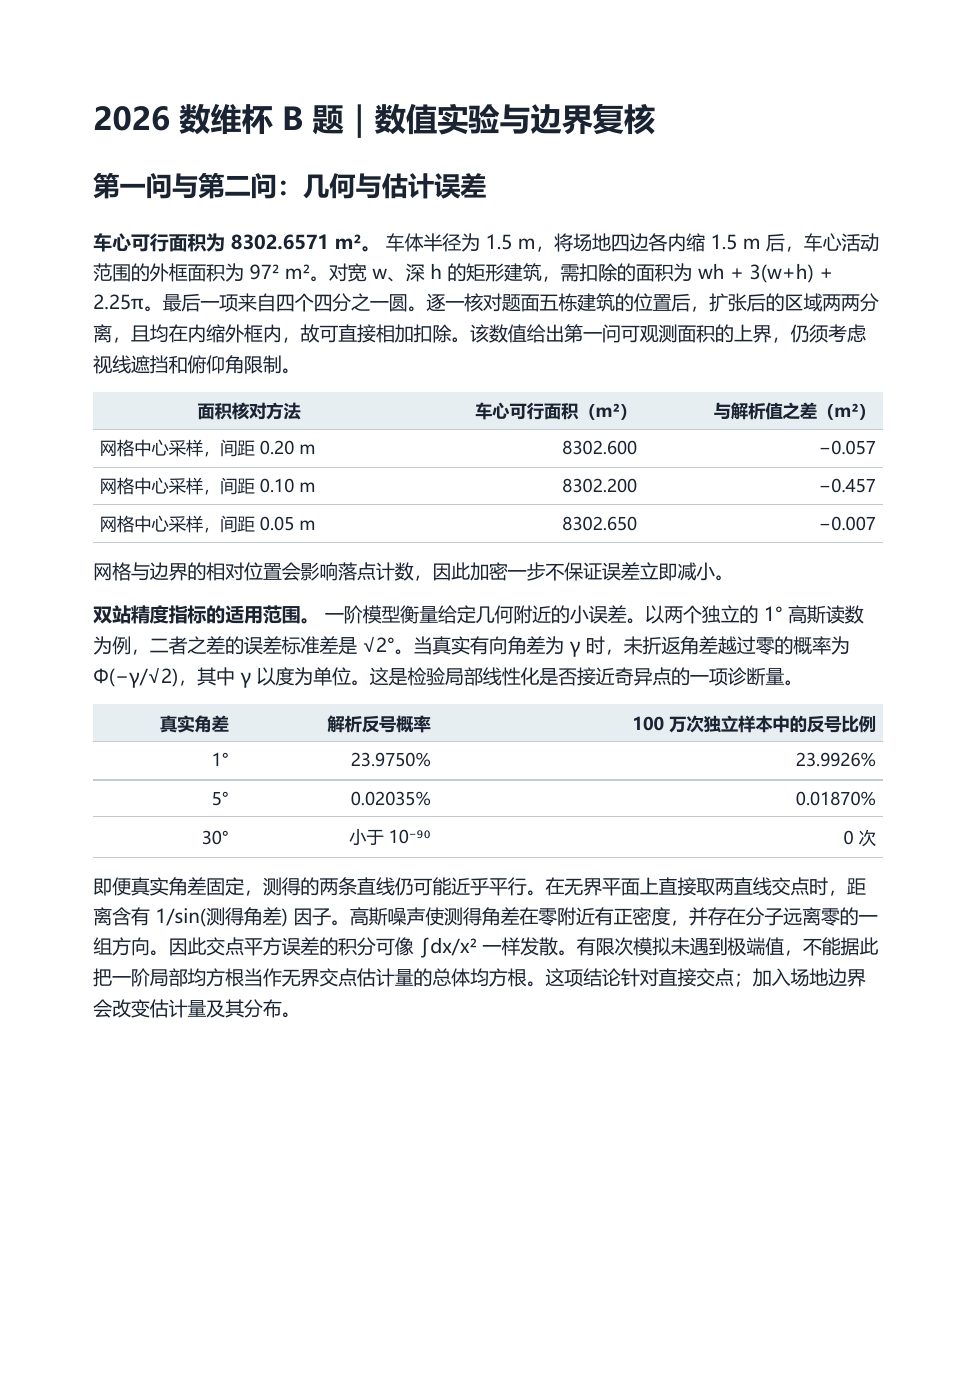 2026 数维杯 B 题｜数值实验与边界复核
第一问与第二问：几何与估计误差
车心可行面积为 8302.6571 m²。 车体半径为 1.5 m，将场地四边各内缩 1.5 m 后，车心活动
范围的外框面积为 97² m²。对宽 w、深 h 的矩形建筑，需扣除的面积为 wh + 3(w+h) +
2.25π。最后一项来自四个四分之一圆。逐一核对题面五栋建筑的位置后，扩张后的区域两两分
离，且均在内缩外框内，故可直接相加扣除。该数值给出第一问可观测面积的上界，仍须考虑
视线遮挡和俯仰角限制。
面积核对方法 车心可行面积（m²） 与解析值之差（m²）
网格中心采样，间距 0.20 m 8302.600 −0.057
网格中心采样，间距 0.10 m 8302.200 −0.457
网格中心采样，间距 0.05 m 8302.650 −0.007
网格与边界的相对位置会影响落点计数，因此加密一步不保证误差立即减小。
双站精度指标的适用范围。 一阶模型衡量给定几何附近的小误差。以两个独立的 1° 高斯读数
为例，二者之差的误差标准差是 √2°。当真实有向角差为 γ 时，未折返角差越过零的概率为
Φ(−γ/√2)，其中 γ 以度为单位。这是检验局部线性化是否接近奇异点的一项诊断量。
真实角差 解析反号概率 100 万次独立样本中的反号比例
1° 23.9750% 23.9926%
5° 0.02035% 0.01870%
30° 小于 10⁻⁹⁰ 0 次
即便真实角差固定，测得的两条直线仍可能近乎平行。在无界平面上直接取两直线交点时，距
离含有 1/sin(测得角差) 因子。高斯噪声使测得角差在零附近有正密度，并存在分子远离零的一
组方向。因此交点平方误差的积分可像 ∫dx/x² 一样发散。有限次模拟未遇到极端值，不能据此
把一阶局部均方根当作无界交点估计量的总体均方根。这项结论针对直接交点；加入场地边界
会改变估计量及其分布。